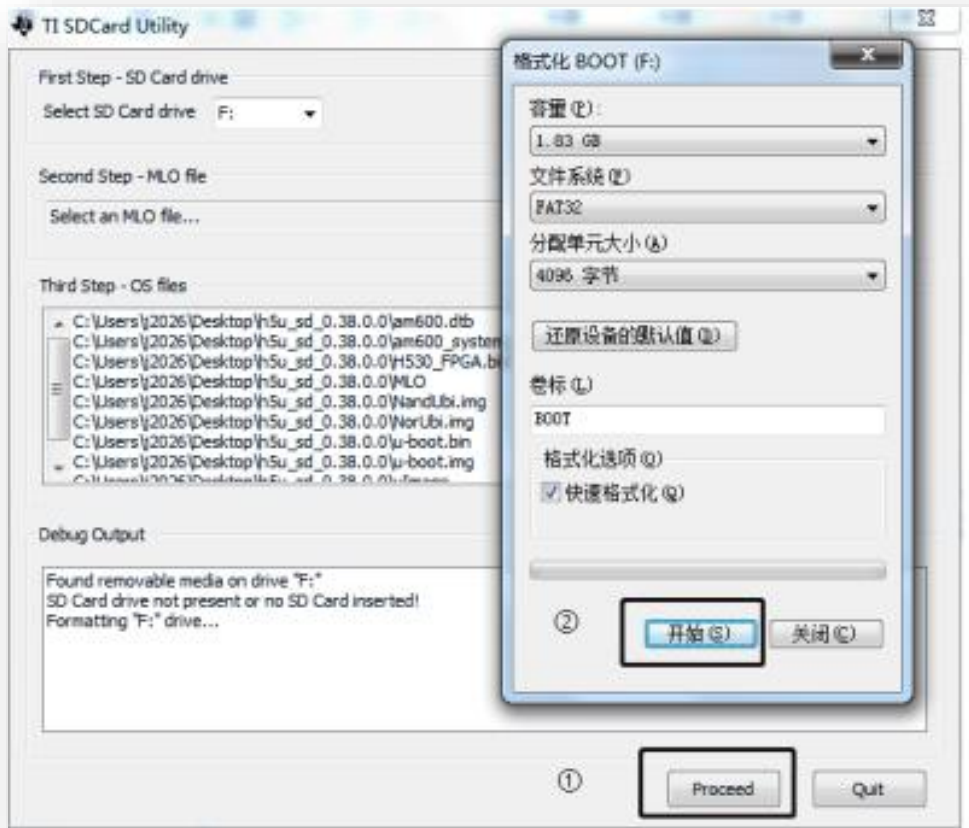 TI SDCard Utility
First Step - SD Card drive
Select SD Card drive F:
Second Step - MLO file
Select an MLO file...
Third Step - OS files
C:\Users\j2026\Desktop\h5u_sd_0.38.0.0\am600.dtb
C:\Users\j2026\Desktop\h5u_sd_0.38.0.0\am600_system
C:\Users\j2026\Desktop\h5u_sd_0.38.0.0\H530_FPGA.bi
C:\Users\j2026\Desktop\h5u_sd_0.38.0.0\MLO
C:\Users\j2026\Desktop\h5u_sd_0.38.0.0\NandUbi.img
C:\Users\j2026\Desktop\h5u_sd_0.38.0.0\NorUbi.img
C:\Users\j2026\Desktop\h5u_sd_0.38.0.0\u-boot.bin
C:\Users\j2026\Desktop\h5u_sd_0.38.0.0\u-boot.img
Debug Output
Found removable media on drive "F:"
SD Card drive not present or no SD Card inserted!
Formatting "F:" drive...
格式化 BOOT (F:)
容量(P):
1.83 GB
文件系统(F)
FAT32
分配单元大小(A)
4096 字节
还原设备的默认值(D)
卷标(L)
BOOT
格式化选项(O)
快速格式化(Q)
② 开始(S) 关闭(C)
① Proceed Quit